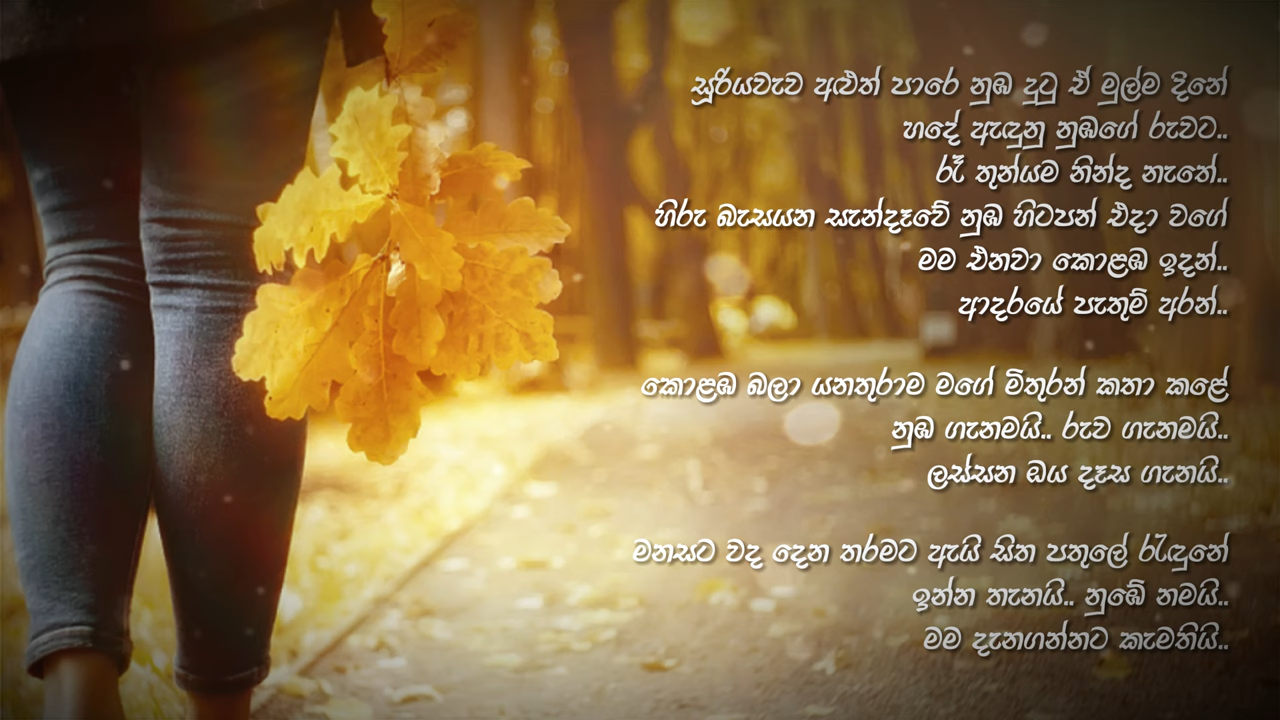 සූරියවැව අළුත් පාරේ නුඹ දුටු ඒ මුල්ම දිනේ
හදේ ඇඳුනු නුඹගේ රුවට..
රෑ තුන්යම නින්ද නැතේ..
හිරු බැසයන සැන්දෑවේ නුඹ හිටපන් එදා වගේ
මම එනවා කොළඹ ඉදන්..
ආදරයේ පැතුම් අරන්..
කොළඹ බලා යනතුරාම මගේ මිතුරන් කතා කළේ
නුඹ ගැනමයි.. රුව ගැනමයි..
ලස්සන ඔය දෑස ගැනයි..
මනසට වද දෙන තරමට ඇයි සිත පතුලේ රැඳුනේ
ඉන්න තැනයි.. නුඹේ නමයි..
මම දැනගන්නට කැමතියි..